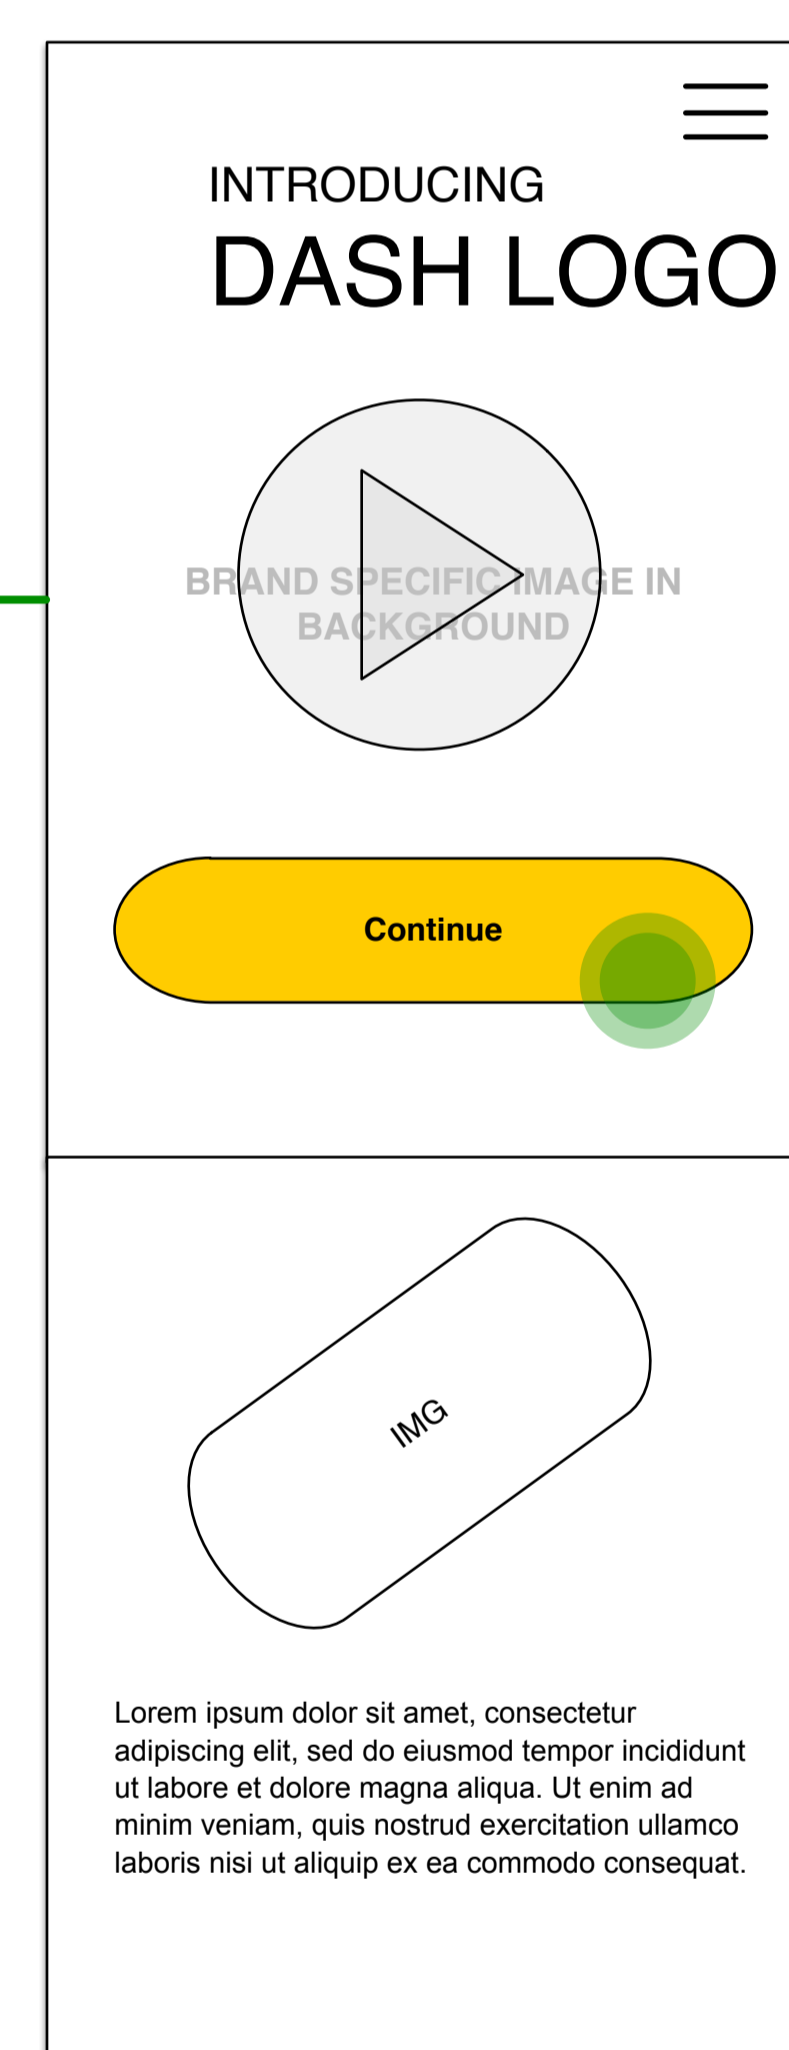 INTRODUCING
DASH LOGO
BRAND SPECIFIC IMAGE IN
BACKGROUND
Continue
IMG
Lorem ipsum dolor sit amet, consectetur
adipiscing elit, sed do eiusmod tempor incididunt
ut labore et dolore magna aliqua. Ut enim ad
minim veniam, quis nostrud exercitation ullamco
laboris nisi ut aliquip ex ea commodo consequat.